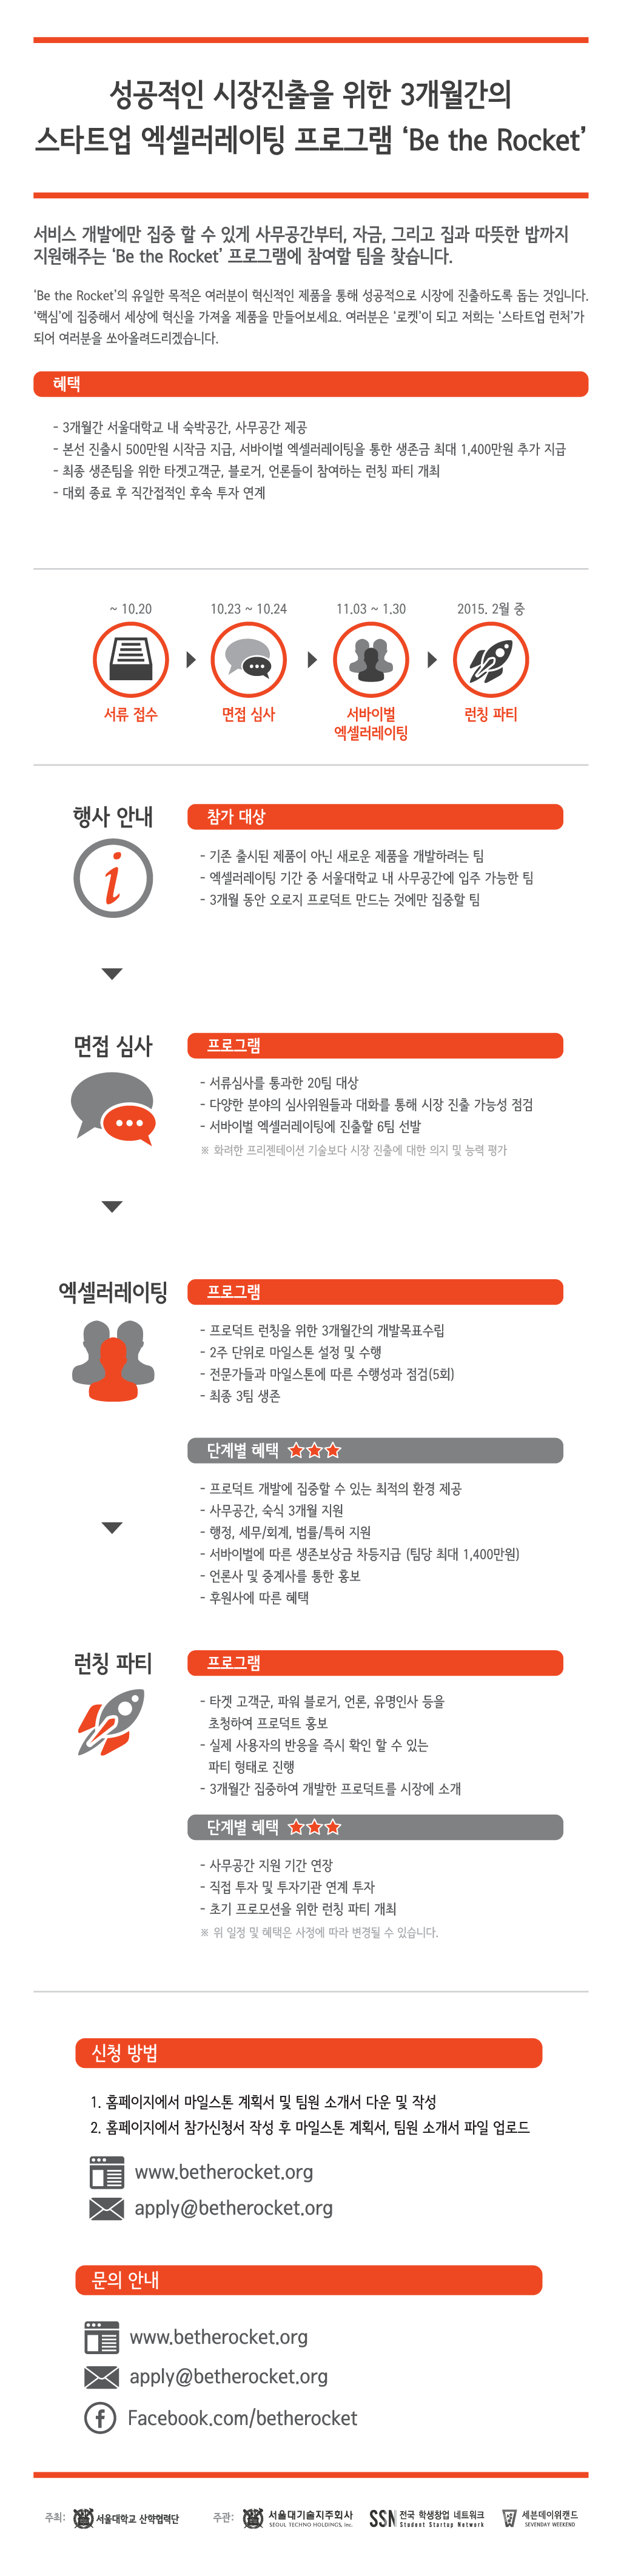 성공적인 시장진출을 위한 3개월간의
스타트업 엑셀러레이팅 프로그램 ‘Be the Rocket’
서비스 개발에만 집중 할 수 있게 사무공간부터, 자금, 그리고 집과 따뜻한 밥까지
지원해주는 ‘Be the Rocket’ 프로그램에 참여할 팀을 찾습니다.
‘Be the Rocket’의 유일한 목적은 여러분이 혁신적인 제품을 통해 성공적으로 시장에 진출하도록 돕는 것입니다.
‘핵심’에 집중해서 세상에 혁신을 가져올 제품을 만들어보세요. 여러분은 ‘로켓’이 되고 저희는 ‘스타트업 런처’가
되어 여러분을 쏘아올려드리겠습니다.
혜택
- 3개월간 서울대학교 내 숙박공간, 사무공간 제공
- 본선 진출시 500만원 시작금 지급, 서바이벌 엑셀러레이팅을 통한 생존금 최대 1,400만원 추가 지급
- 최종 생존팀을 위한 타겟고객군, 블로거, 언론들이 참여하는 런칭 파티 개최
- 대회 종료 후 직간접적인 후속 투자 연계
~ 10.20
10.23 ~ 10.24
11.03 ~ 1.30
2015. 2월 중
서류 접수
면접 심사
서바이벌
엑셀러레이팅
런칭 파티
행사 안내
참가 대상
- 기존 출시된 제품이 아닌 새로운 제품을 개발하려는 팀
- 엑셀러레이팅 기간 중 서울대학교 내 사무공간에 입주 가능한 팀
- 3개월 동안 오로지 프로덕트 만드는 것에만 집중할 팀
면접 심사
프로그램
- 서류심사를 통과한 20팀 대상
- 다양한 분야의 심사위원들과 대화를 통해 시장 진출 가능성 점검
- 서바이벌 엑셀러레이팅에 진출할 6팀 선발
※ 화려한 프리젠테이션 기술보다 시장 진출에 대한 의지 및 능력 평가
엑셀러레이팅
프로그램
- 프로덕트 런칭을 위한 3개월간의 개발목표수립
- 2주 단위로 마일스톤 설정 및 수행
- 전문가들과 마일스톤에 따른 수행성과 점검(5회)
- 최종 3팀 생존
단계별 혜택
- 프로덕트 개발에 집중할 수 있는 최적의 환경 제공
- 사무공간, 숙식 3개월 지원
- 행정, 세무/회계, 법률/특허 지원
- 서바이벌에 따른 생존보상금 차등지급 (팀당 최대 1,400만원)
- 언론사 및 중계사를 통한 홍보
- 후원사에 따른 혜택
런칭 파티
프로그램
- 타겟 고객군, 파워 블로거, 언론, 유명인사 등을
초청하여 프로덕트 홍보
- 실제 사용자의 반응을 즉시 확인 할 수 있는
파티 형태로 진행
- 3개월간 집중하여 개발한 프로덕트를 시장에 소개
단계별 혜택
- 사무공간 지원 기간 연장
- 직접 투자 및 투자기관 연계 투자
- 초기 프로모션을 위한 런칭 파티 개최
※ 위 일정 및 혜택은 사정에 따라 변경될 수 있습니다.
신청 방법
1. 홈페이지에서 마일스톤 계획서 및 팀원 소개서 다운 및 작성
2. 홈페이지에서 참가신청서 작성 후 마일스톤 계획서, 팀원 소개서 파일 업로드
www.betherocket.org
apply@betherocket.org
문의 안내
www.betherocket.org
apply@betherocket.org
Facebook.com/betherocket
주최: 서울대학교 산학협력단
주관: 서울대기술지주회사
SEOUL TECHNO HOLDINGS, Inc.
SSN 전국 학생창업 네트워크
Student Startup Network
세븐데이위캔드
SEVENDAY WEEKEND